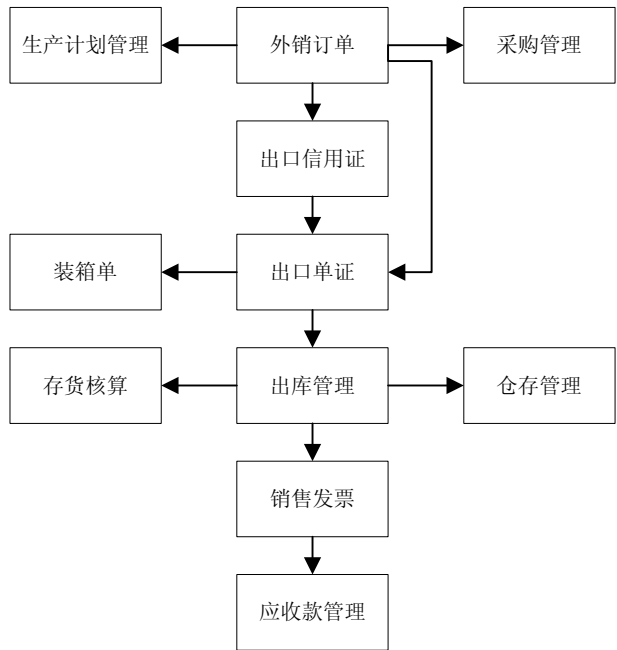 生产计划管理
外销订单
采购管理
出口信用证
装箱单
出口单证
存货核算
出库管理
仓存管理
销售发票
应收款管理